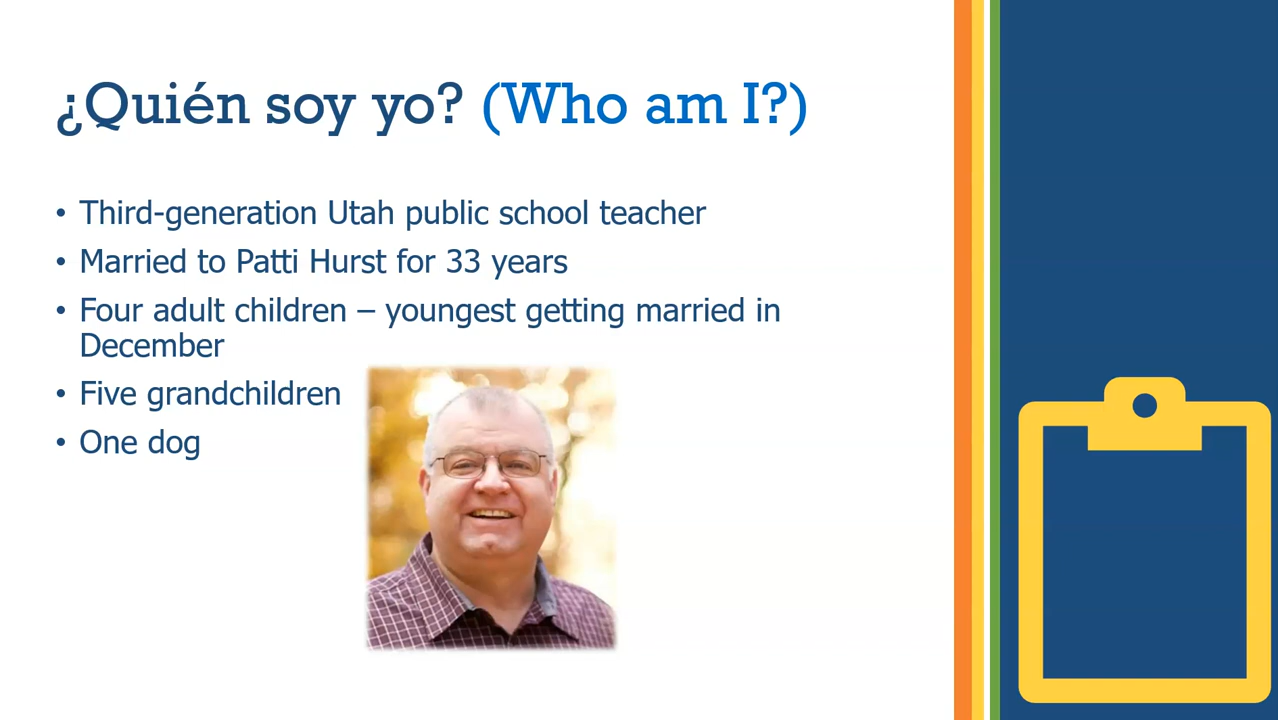 ¿Quién soy yo? (Who am I?)
• Third-generation Utah public school teacher
• Married to Patti Hurst for 33 years
• Four adult children – youngest getting married in
December
• Five grandchildren
• One dog